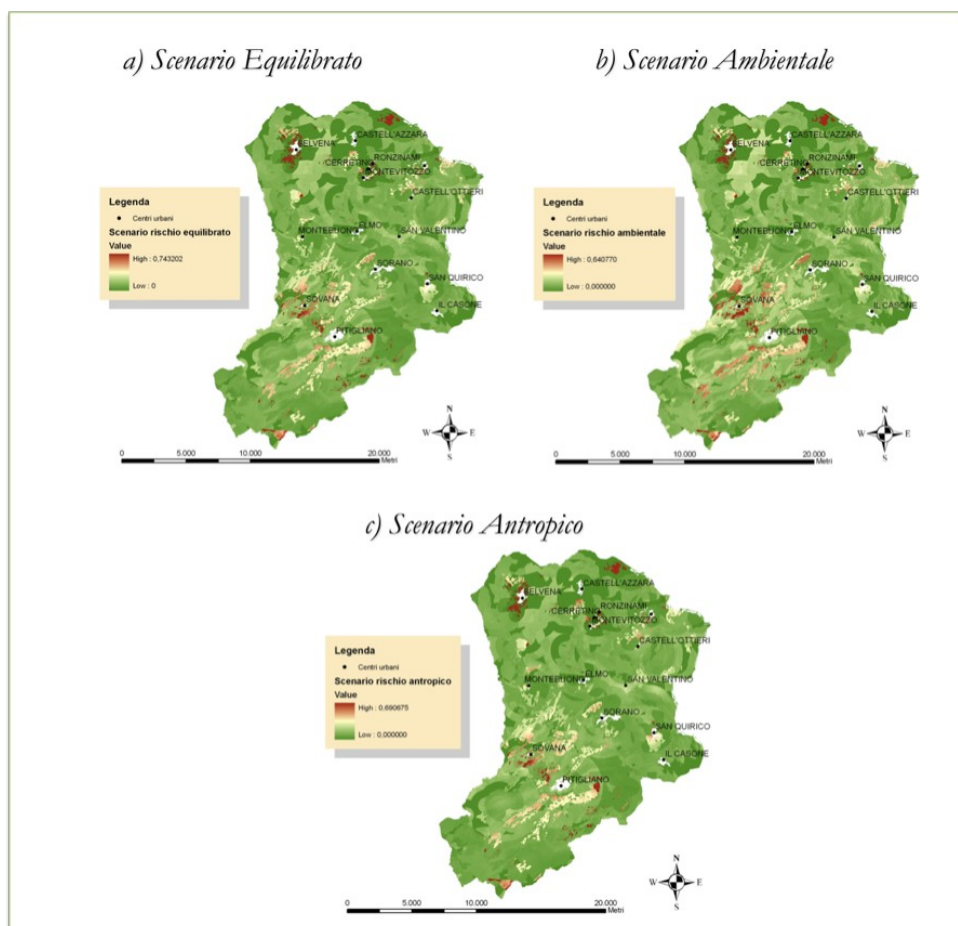 a) Scenario Equilibrato
b) Scenario Ambientale
CASTELL'AZZARA
SELVENA
RONZINAMI
CERRETINO
MONTEVITOZZO
CASTELL'OTTIERI
Legenda
Centri urbani
Scenario rischio equilibrato
Value
High : 0,743202
Low : 0
MONTEBUONO
ELMO
SAN VALENTINO
SORANO
SAN QUIRICO
SOVANA
IL CASONE
PITIGLIANO
N
W E
S
0 5.000 10.000 20.000
Metri
CASTELL'AZZARA
SELVENA
RONZINAMI
CERRETINO
MONTEVITOZZO
CASTELL'OTTIERI
Legenda
Centri urbani
Scenario rischio ambientale
Value
High : 0,640770
Low : 0,000000
MONTEBUONO
ELMO
SAN VALENTINO
SORANO
SAN QUIRICO
SOVANA
IL CASONE
PITIGLIANO
N
W E
S
0 5.000 10.000 20.000
Metri
c) Scenario Antropico
CASTELL'AZZARA
SELVENA
RONZINAMI
CERRETINO
MONTEVITOZZO
CASTELL'OTTIERI
Legenda
Centri urbani
Scenario rischio antropico
Value
High : 0,690675
Low : 0,000000
MONTEBUONO
ELMO
SAN VALENTINO
SORANO
SAN QUIRICO
SOVANA
IL CASONE
PITIGLIANO
N
W E
S
0 5.000 10.000 20.000
Metri